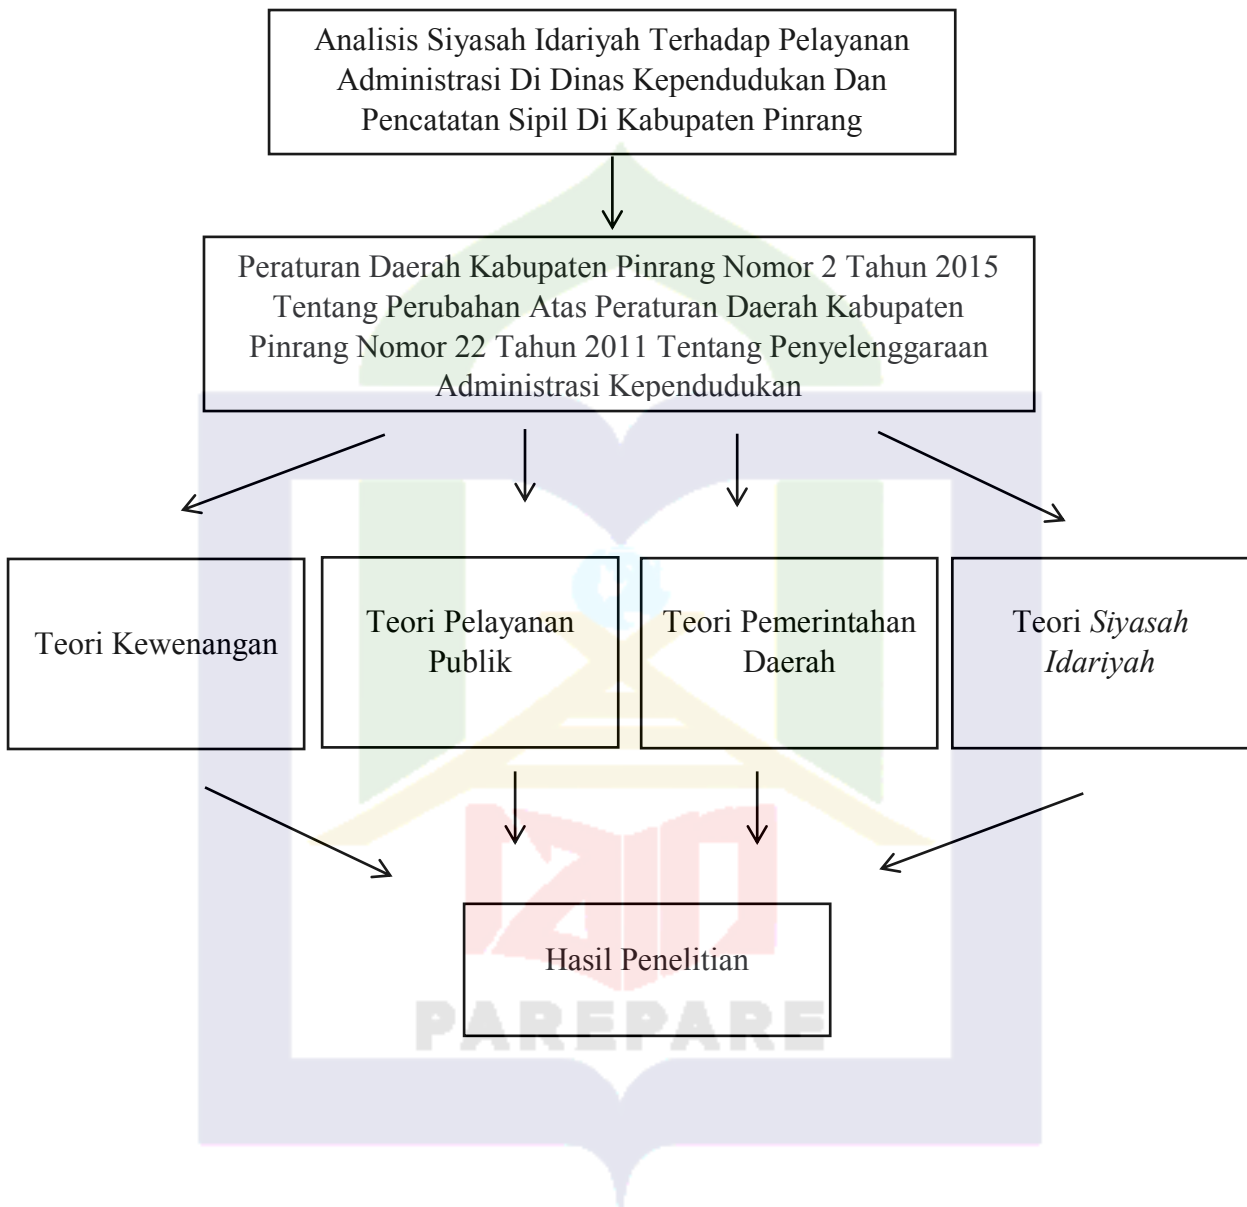 Analisis Siyasah Idariyah Terhadap Pelayanan
Administrasi Di Dinas Kependudukan Dan
Pencatatan Sipil Di Kabupaten Pinrang
Peraturan Daerah Kabupaten Pinrang Nomor 2 Tahun 2015
Tentang Perubahan Atas Peraturan Daerah Kabupaten
Pinrang Nomor 22 Tahun 2011 Tentang Penyelenggaraan
Administrasi Kependudukan
Teori Kewenangan
Teori Pelayanan
Publik
Teori Pemerintahan
Daerah
Teori Siyasah
Idariyah
Hasil Penelitian
IAIN
PAREPARE